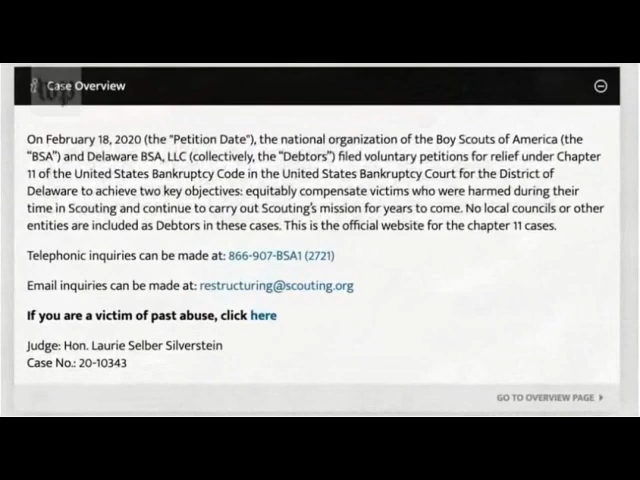 top
Case Overview
On February 18, 2020 (the "Petition Date"), the national organization of the Boy Scouts of America (the
"BSA") and Delaware BSA, LLC (collectively, the "Debtors") filed voluntary petitions for relief under Chapter
11 of the United States Bankruptcy Code in the United States Bankruptcy Court for the District of
Delaware to achieve two key objectives: equitably compensate victims who were harmed during their
time in Scouting and continue to carry out Scouting's mission for years to come. No local councils or other
entities are included as Debtors in these cases. This is the official website for the chapter 11 cases.
Telephonic inquiries can be made at: 866-907-BSA1 (2721)
Email inquiries can be made at: restructuring@scouting.org
If you are a victim of past abuse, click here
Judge: Hon. Laurie Selber Silverstein
Case No.: 20-10343
GO TO OVERVIEW PAGE